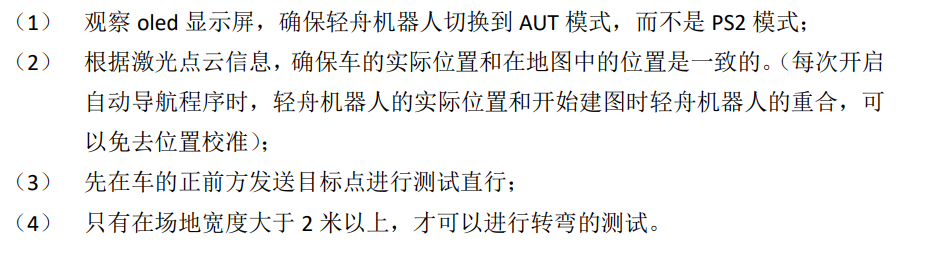 （1） 观察 oled 显示屏，确保轻舟机器人切换到 AUT 模式，而不是 PS2 模式；
（2） 根据激光点云信息，确保车的实际位置和在地图中的位置是一致的。（每次开启
自动导航程序时，轻舟机器人的实际位置和开始建图时轻舟机器人的重合，可
以免去位置校准）；
（3） 先在车的正前方发送目标点进行测试直行；
（4） 只有在场地宽度大于 2 米以上，才可以进行转弯的测试。